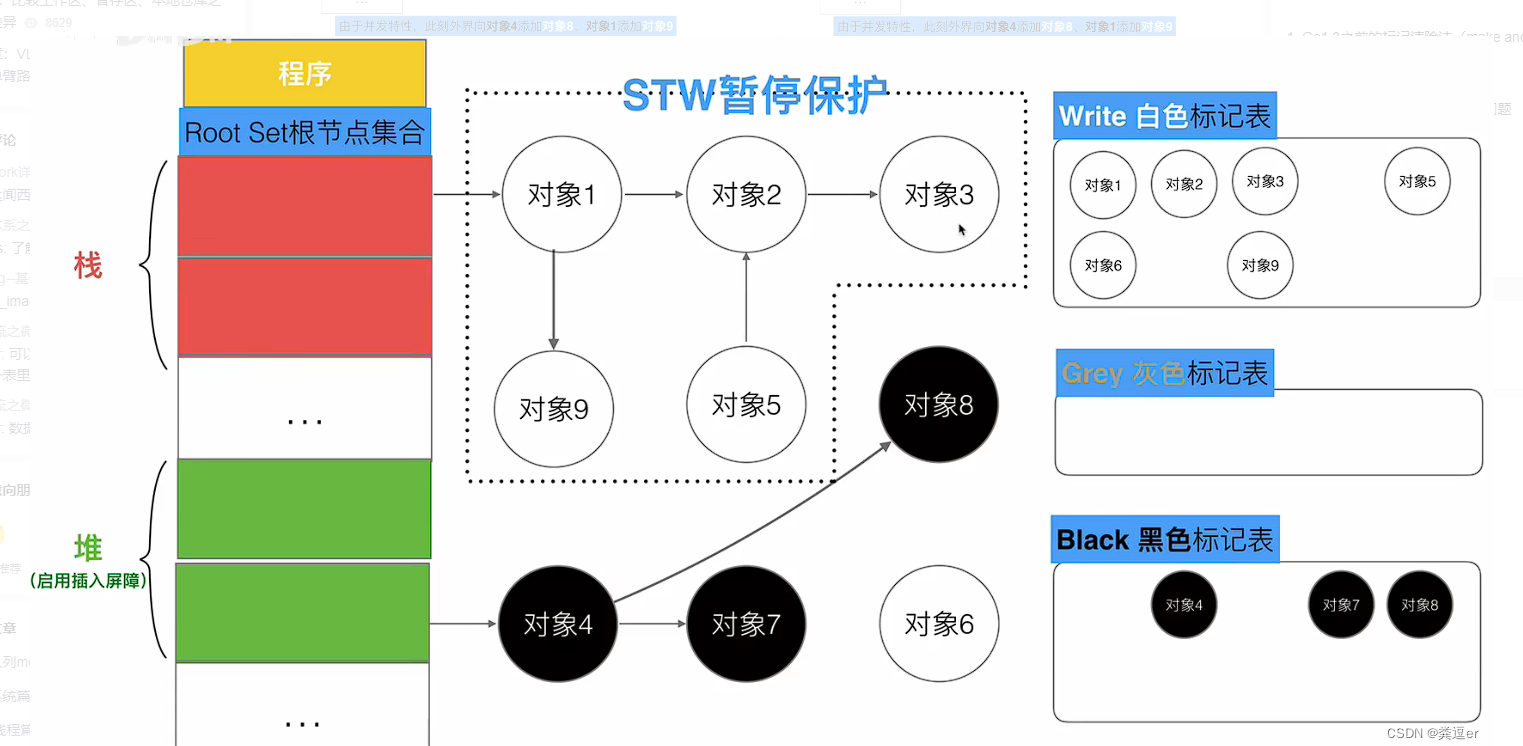 8629
由于并发特性，此刻外界向对象4添加对象8、对象1添加对象9
由于并发特性，此刻外界向对象4添加对象8、对象1添加对象9
程序
Root Set根节点集合
栈
...
堆
(启用插入屏障)
...
STW暂停保护
对象1
对象2
对象3
对象9
对象5
对象8
对象4
对象7
对象6
Write 白色标记表
对象1
对象2
对象3
对象5
对象6
对象9
Grey 灰色标记表
Black 黑色标记表
对象4
对象7
对象8
CSDN @粪逗er